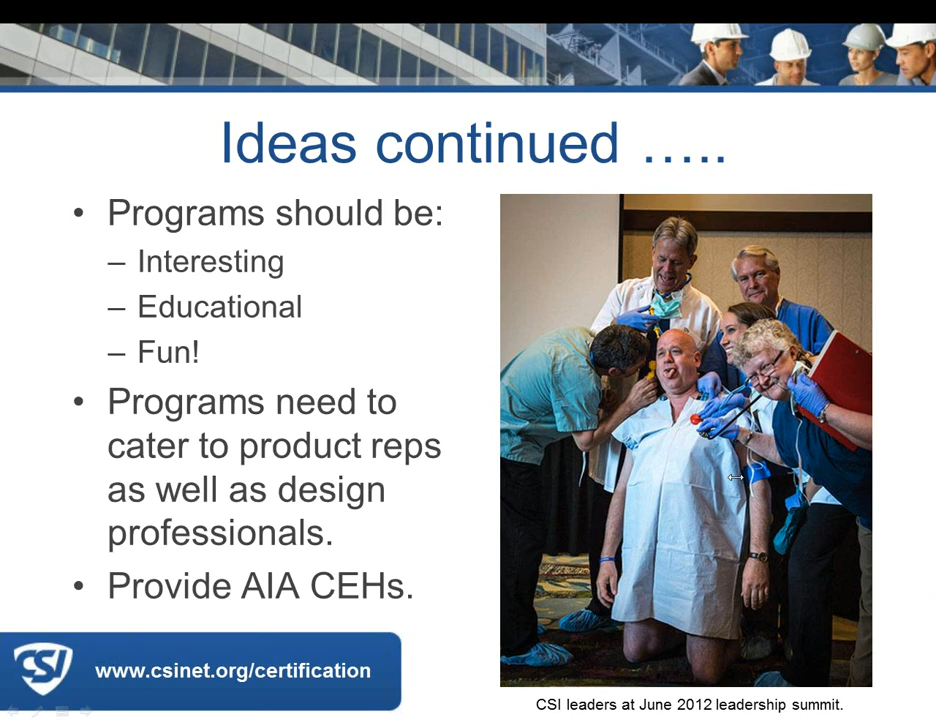 Ideas continued …..
• Programs should be:
– Interesting
– Educational
– Fun!
• Programs need to
cater to product reps
as well as design
professionals.
• Provide AIA CEHs.
CSI
www.csinet.org/certification
CSI leaders at June 2012 leadership summit.